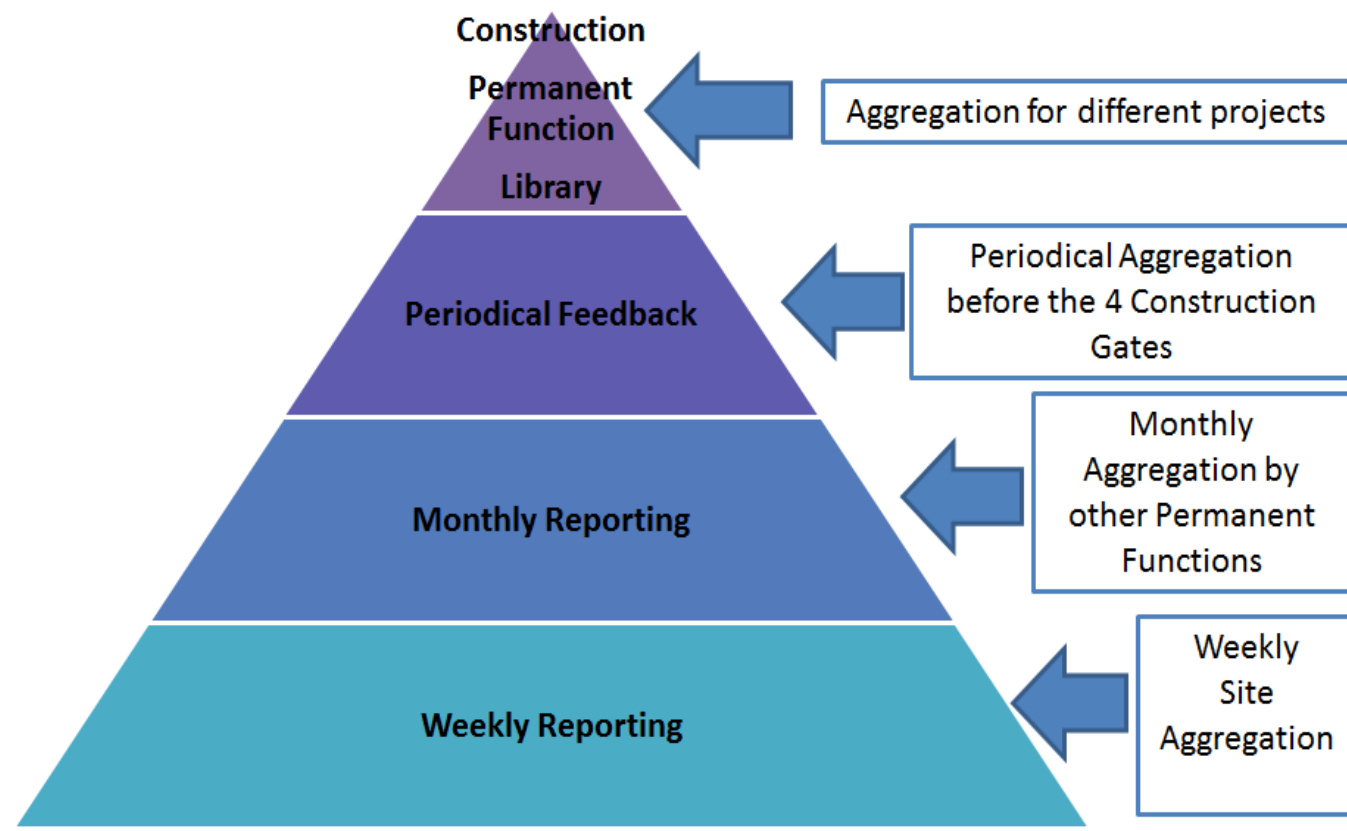 Construction
Permanent
Function
Library
Aggregation for different projects
Periodical Feedback
Periodical Aggregation
before the 4 Construction
Gates
Monthly Reporting
Monthly
Aggregation by
other Permanent
Functions
Weekly Reporting
Weekly
Site
Aggregation